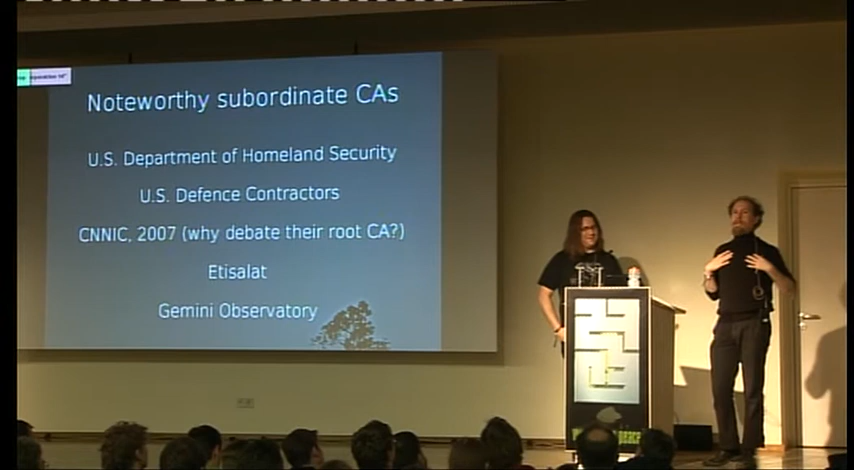 Noteworthy subordinate CAs
U.S. Department of Homeland Security
U.S. Defence Contractors
CNNIC, 2007 (why debate their root CA?)
Etisalat
Gemini Observatory